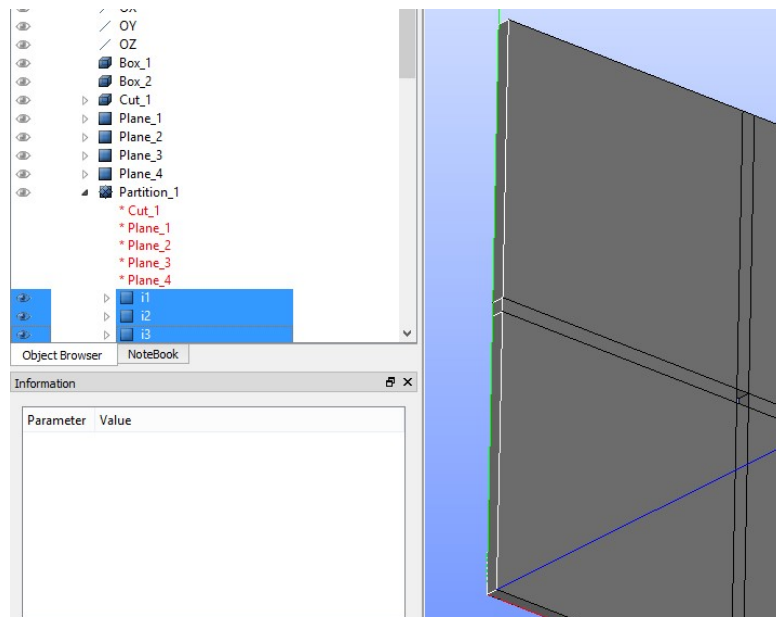 OX
OY
OZ
Box_1
Box_2
Cut_1
Plane_1
Plane_2
Plane_3
Plane_4
Partition_1
* Cut_1
* Plane_1
* Plane_2
* Plane_3
* Plane_4
i1
i2
i3
Object Browser NoteBook
Information
Parameter Value